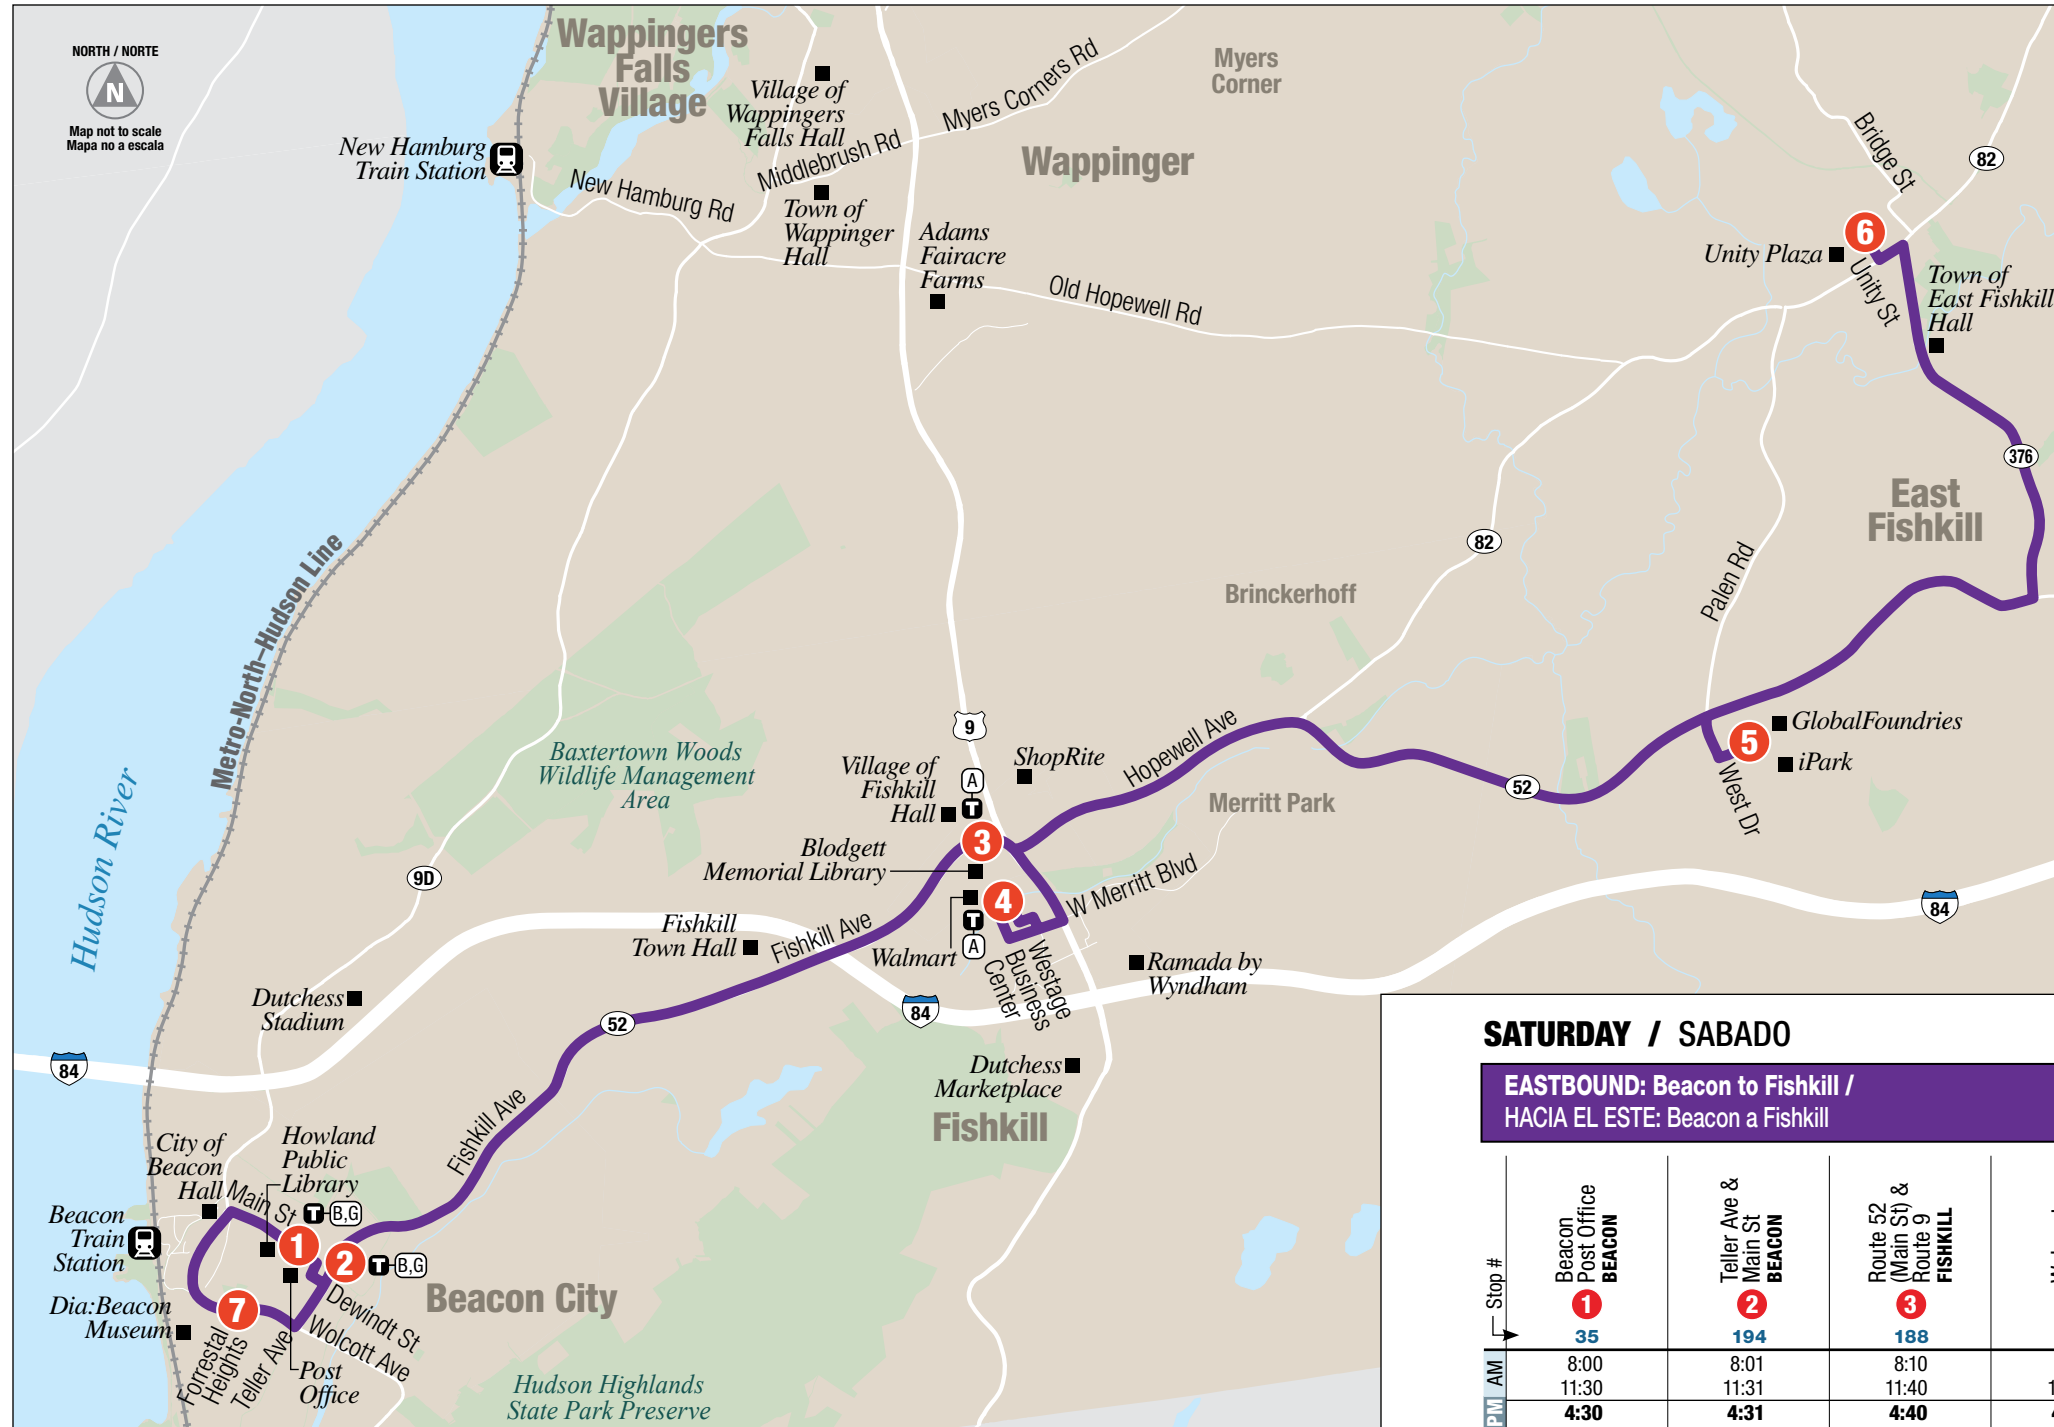 NORTH / NORTE
N
Map not to scale
Mapa no a escala
Wappingers
Falls
Village
Village of
Wappingers
Falls Hall
Myers Corners Rd
Myers
Corner
New Hamburg
Train Station
Middlebrush Rd
Wappinger
New Hamburg Rd
Town of
Wappinger
Hall
Adams
Fairacre
Farms
Old Hopewell Rd
Bridge St
82
6
Unity Plaza
Unity St
Town of
East Fishkill
Hall
376
East
Fishkill
82
Palen Rd
Brinckerhoff
Metro-North–Hudson Line
Hudson River
Baxtertown Woods
Wildlife Management
Area
9
A
T
ShopRite
Village of
Fishkill
Hall
Hopewell Ave
Merritt Park
52
5
GlobalFoundries
iPark
West Dr
3
Blodgett
Memorial Library
4
W Merritt Blvd
9D
Fishkill
Town Hall
Fishkill Ave
Walmart
T
A
Westage
Business
Center
Ramada by
Wyndham
84
84
Dutchess
Stadium
52
84
Dutchess
Marketplace
Fishkill
Fishkill Ave
City of
Beacon
Hall
Howland
Public
Library
Main St
T
B,G
Beacon
Train
Station
1
2
T
B,G
Beacon City
Dia:Beacon
Museum
7
Dewindt St
Wolcott Ave
Forrestal
Heights
Teller Ave
Post
Office
Hudson Highlands
State Park Preserve
SATURDAY / SABADO
EASTBOUND: Beacon to Fishkill /
HACIA EL ESTE: Beacon a Fishkill
Stop #
Beacon
Post Office
BEACON
Teller Ave &
Main St
BEACON
Route 52
(Main St) &
Route 9
FISHKILL
1 2 3
35 194 188
AM
8:00 8:01 8:10
11:30 11:31 11:40
PM
4:30 4:31 4:40